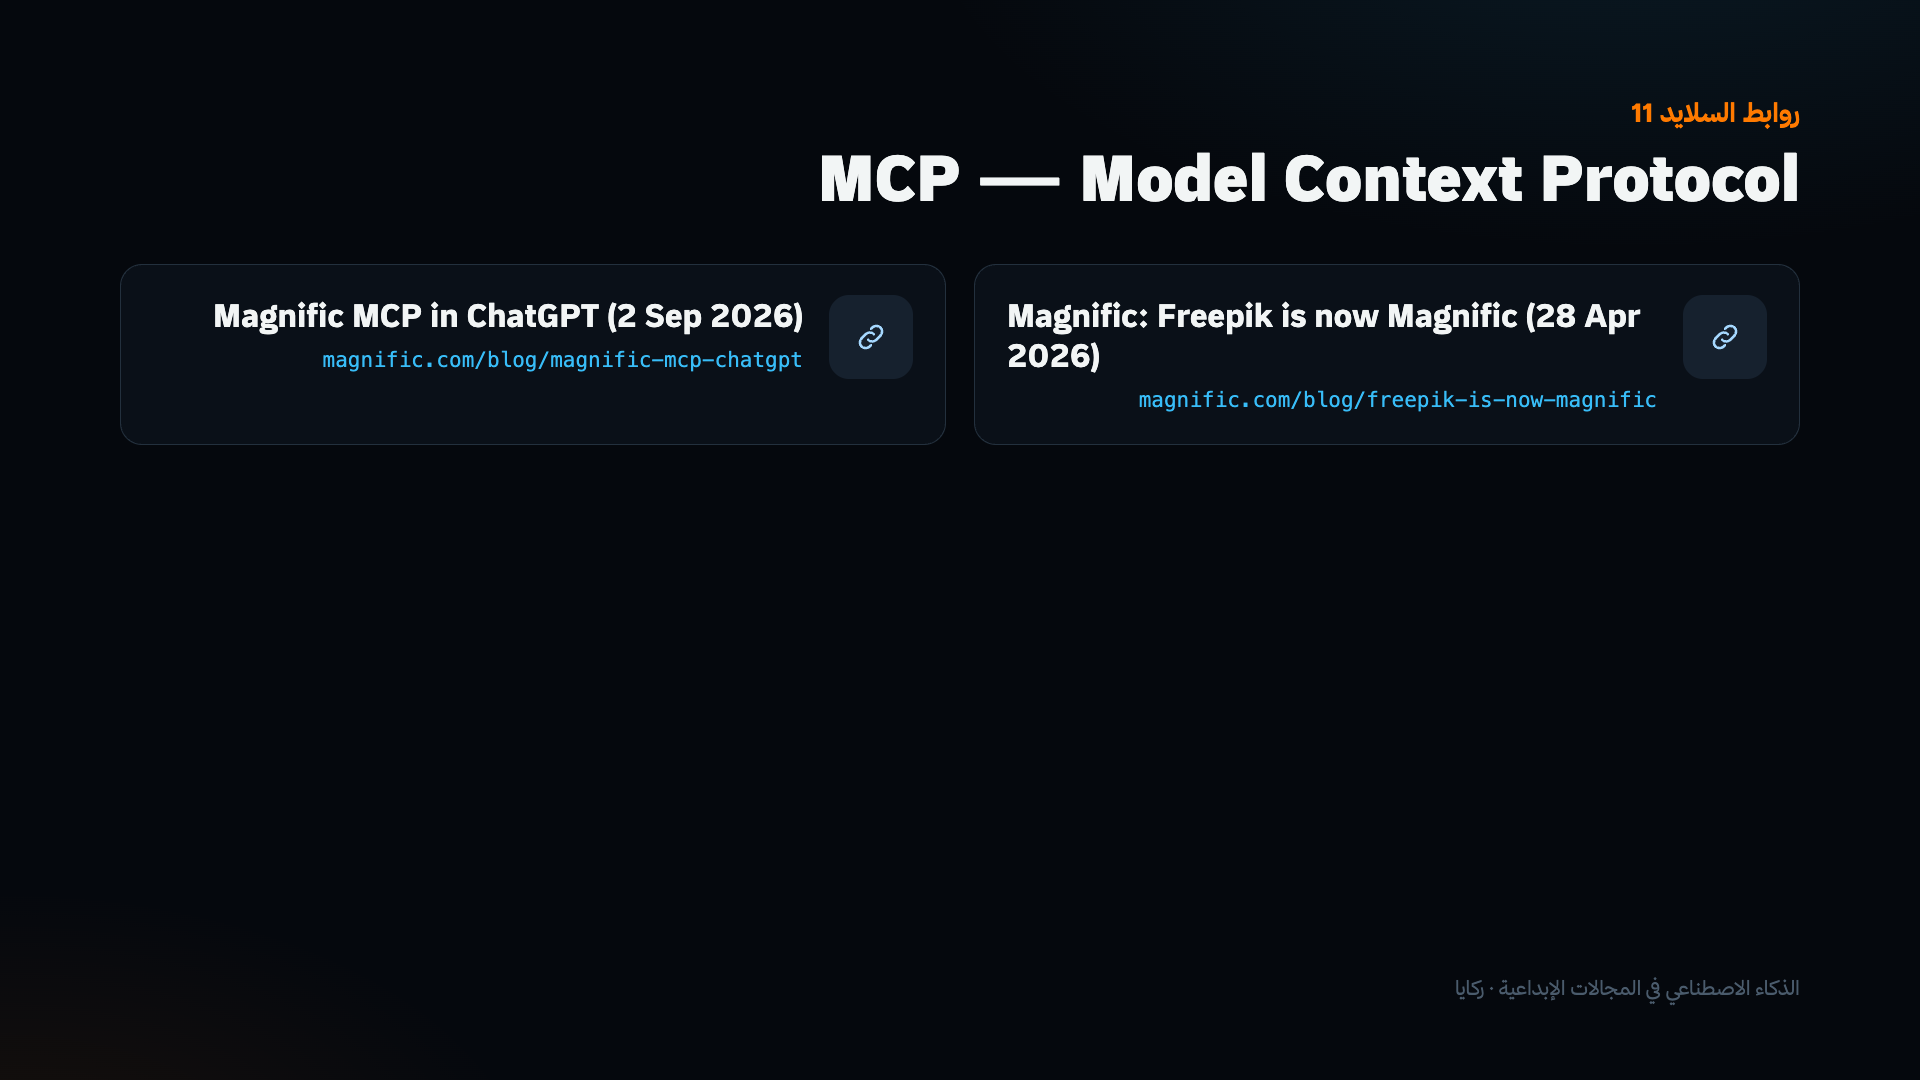 روابط السلايد 11
MCP — Model Context Protocol
Magnific: Freepik is now Magnific (28 Apr
2026)
magnific.com/blog/freepik-is-now-magnific
Magnific MCP in ChatGPT (2 Sep 2026)
magnific.com/blog/magnific-mcp-chatgpt
الذكاء الاصطناعي في المجالات الإبداعية · ركايا